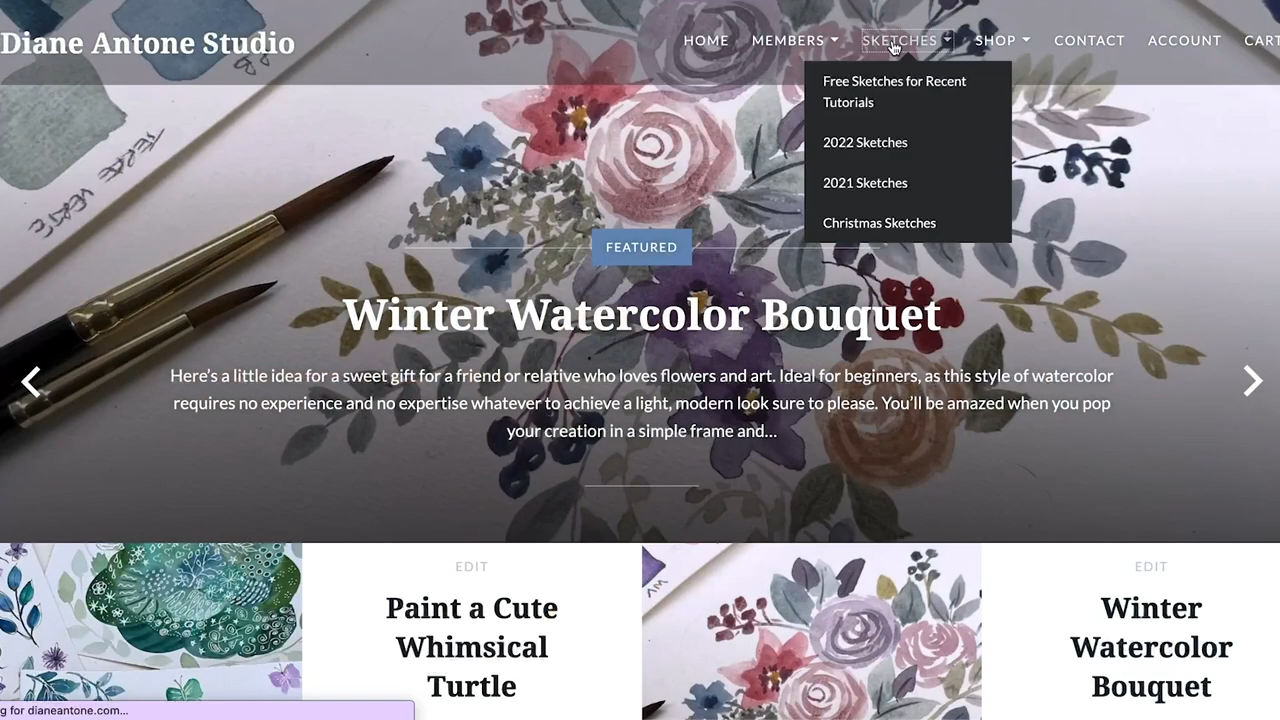 Diane Antone Studio
HOME MEMBERS SKETCHES SHOP CONTACT ACCOUNT CART
Free Sketches for Recent
Tutorials
2022 Sketches
2021 Sketches
Christmas Sketches
TERRE VERTE
FEATURED
Winter Watercolor Bouquet
Here's a little idea for a sweet gift for a friend or relative who loves flowers and art. Ideal for beginners, as this style of watercolor
requires no experience and no expertise whatever to achieve a light, modern look sure to please. You'll be amazed when you pop
your creation in a simple frame and...
EDIT
Paint a Cute
Whimsical
Turtle
EDIT
Winter
Watercolor
Bouquet
g for dianeantone.com...